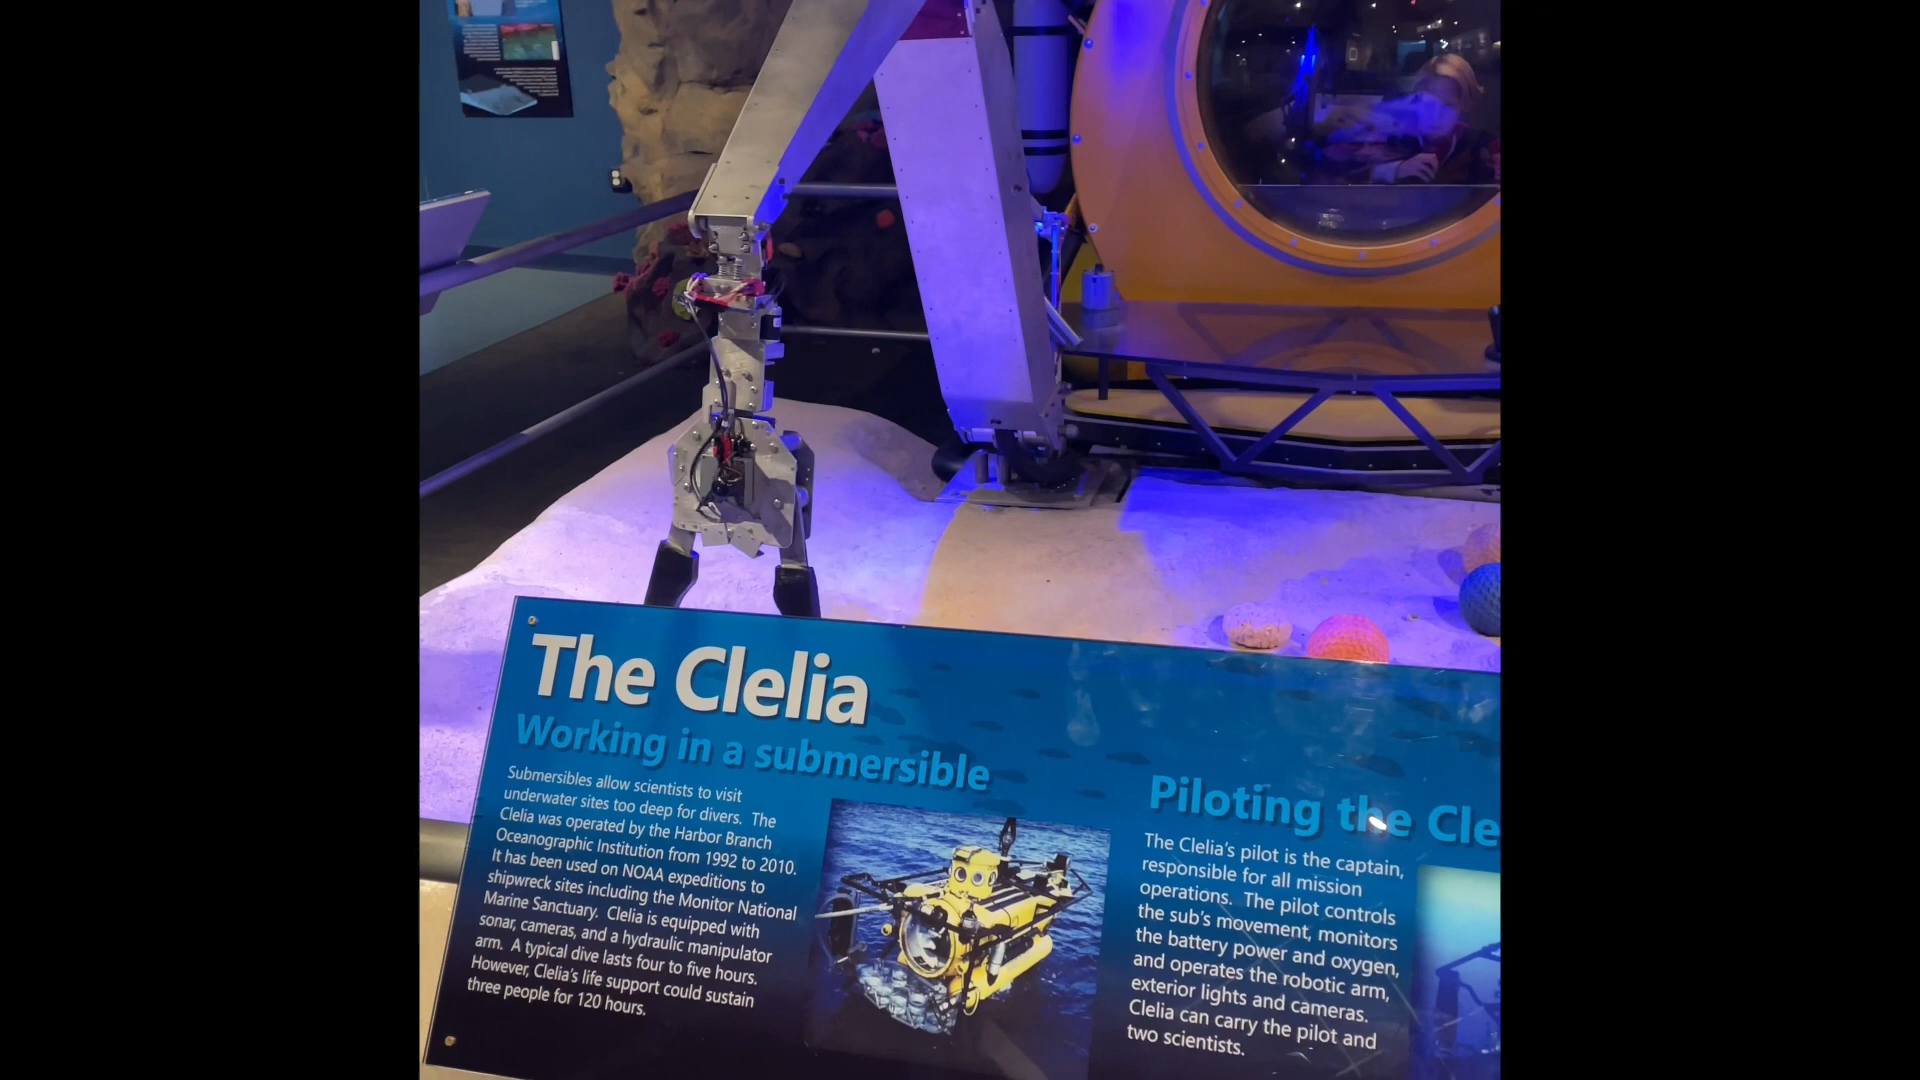 The Clelia
Working in a submersible
Submersibles allow scientists to visit
underwater sites too deep for divers. The
Clelia was operated by the Harbor Branch
Oceanographic Institution from 1992 to 2010.
It has been used on NOAA expeditions to
shipwreck sites including the Monitor National
Marine Sanctuary. Clelia is equipped with
sonar, cameras, and a hydraulic manipulator
arm. A typical dive lasts four to five hours.
However, Clelia's life support could sustain
three people for 120 hours.
Piloting the Cle
The Clelia's pilot is the captain,
responsible for all mission
operations. The pilot controls
the sub's movement, monitors
the battery power and oxygen,
and operates the robotic arm,
exterior lights and cameras.
Clelia can carry the pilot and
two scientists.